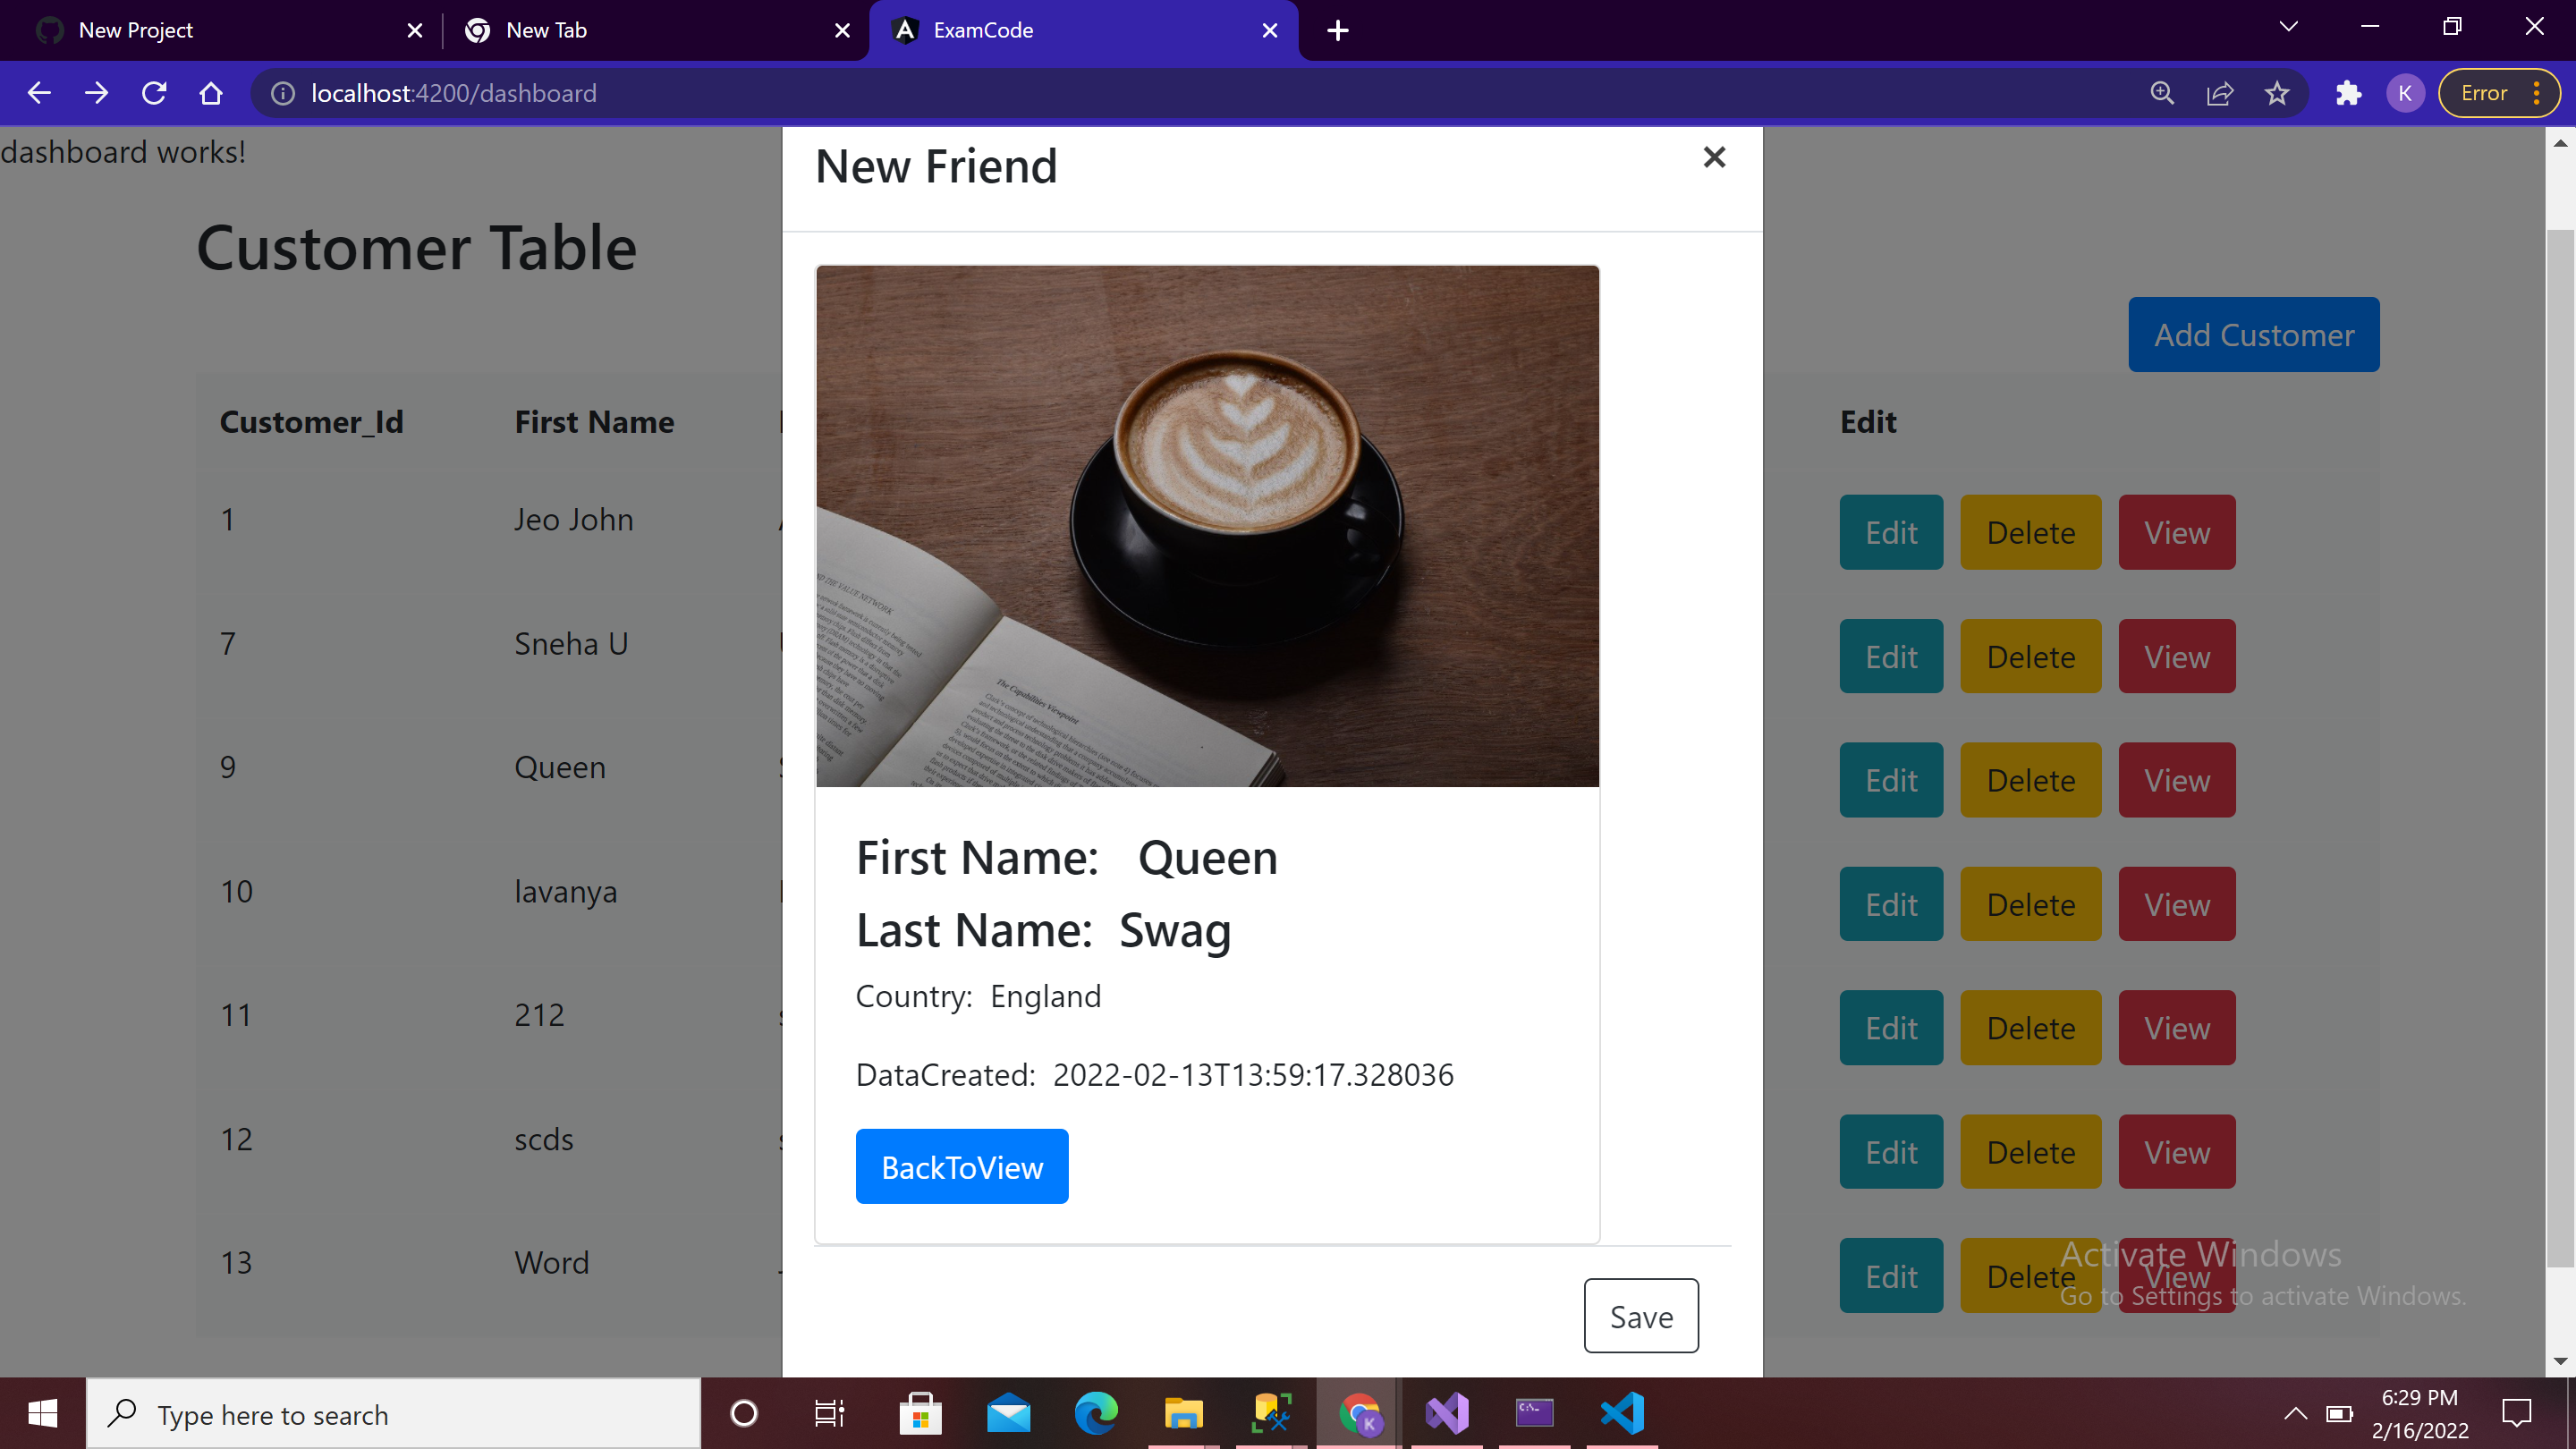 New Project
New Tab
ExamCode
localhost:4200/dashboard
K
Error
dashboard works!
New Friend
Customer Table
Add Customer
Customer_Id First Name Edit
1 Jeo John Edit Delete View
7 Sneha U Edit Delete View
9 Queen Edit Delete View
10 lavanya Edit Delete View
11 212 Edit Delete View
12 scds Edit Delete View
13 Word Edit Delete View
The Capabilities Viewpoint
First Name: Queen
Last Name: Swag
Country: England
DataCreated: 2022-02-13T13:59:17.328036
BackToView
Save
Activate Windows
Go to Settings to activate Windows.
Type here to search
K
6:29 PM
2/16/2022